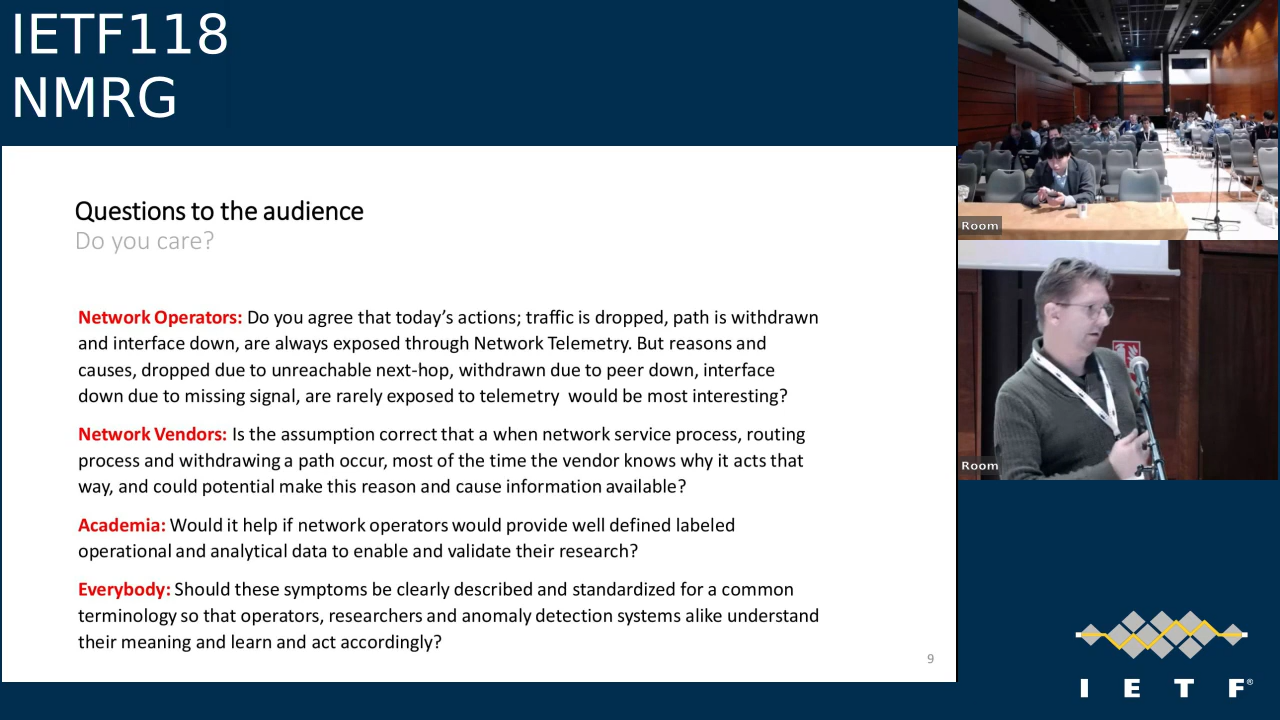 IETF118
NMRG
Questions to the audience
Do you care?
Network Operators: Do you agree that today's actions; traffic is dropped, path is withdrawn
and interface down, are always exposed through Network Telemetry. But reasons and
causes, dropped due to unreachable next-hop, withdrawn due to peer down, interface
down due to missing signal, are rarely exposed to telemetry  would be most interesting?
Network Vendors: Is the assumption correct that a when network service process, routing
process and withdrawing a path occur, most of the time the vendor knows why it acts that
way, and could potential make this reason and cause information available?
Academia: Would it help if network operators would provide well defined labeled
operational and analytical data to enable and validate their research?
Everybody: Should these symptoms be clearly described and standardized for a common
terminology so that operators, researchers and anomaly detection systems alike understand
their meaning and learn and act accordingly?
9
Room
Room
I E T F®